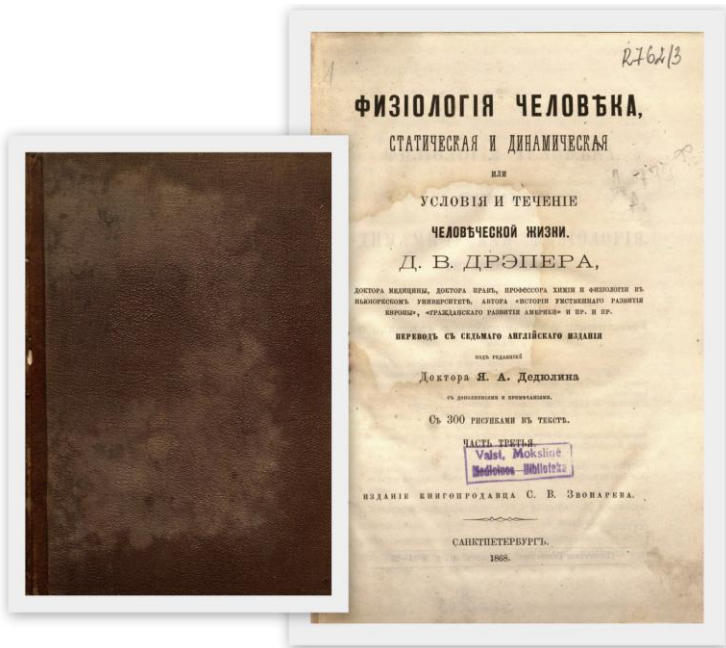 R762/3
ФИЗІОЛОГІЯ ЧЕЛОВѢКА,
СТАТИЧЕСКАЯ И ДИНАМИЧЕСКАЯ
ИЛИ
УСЛОВІЯ И ТЕЧЕНІЕ
ЧЕЛОВѢЧЕСКОЙ ЖИЗНИ.
Д. В. ДРЭПЕРА,
ДОКТОРА МЕДИЦИНЫ, ДОКТОРА ПРАВЪ, ПРОФЕССОРА ХИМІИ И ФИЗІОЛОГІИ ВЪ
НЬЮІОРКСКОМЪ УНИВЕРСИТЕТѢ, АВТОРА «ИСТОРІИ УМСТВЕННАГО РАЗВИТІЯ
ЕВРОПЫ», «ГРАЖДАНСКАГО РАЗВИТІЯ АМЕРИКИ» И ПР. И ПР.
ПЕРЕВОДЪ СЪ СЕДЬМАГО АНГЛІЙСКАГО ИЗДАНІЯ
ПОДЪ РЕДАКЦІЕЙ
Доктора Я. А. Дедюлина
СЪ ДОПОЛНЕНІЯМИ И ПРИМѢЧАНІЯМИ.
Съ 300 РИСУНКАМИ ВЪ ТЕКСТѢ.
ЧАСТЬ ТРЕТЬЯ.
Valst. Mokslinė
Medicinos Biblioteka
ИЗДАНІЕ КНИГОПРОДАВЦА С. В. ЗВОНАРЕВА.
САНКТПЕТЕРБУРГЪ.
1868.